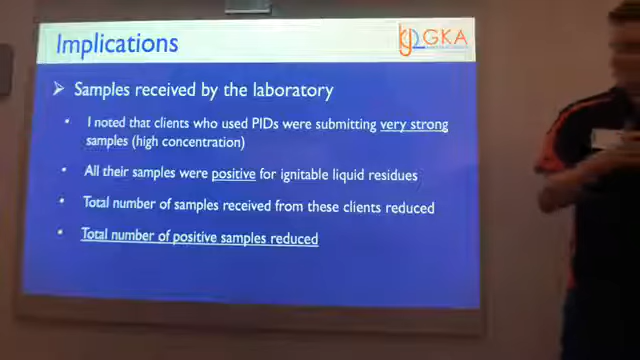 Implications
GKA
Samples received by the laboratory
I noted that clients who used PIDs were submitting very strong
samples (high concentration)
All their samples were positive for ignitable liquid residues
Total number of samples received from these clients reduced
Total number of positive samples reduced